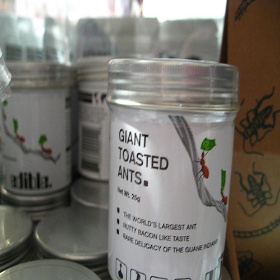 GIANT
TOASTED
ANTS.
Net Wt: 20g
THE WORLD'S LARGEST ANT
NUTTY BACON LIKE TASTE
RARE DELICACY OF THE GUANE INDIANS
edibla.